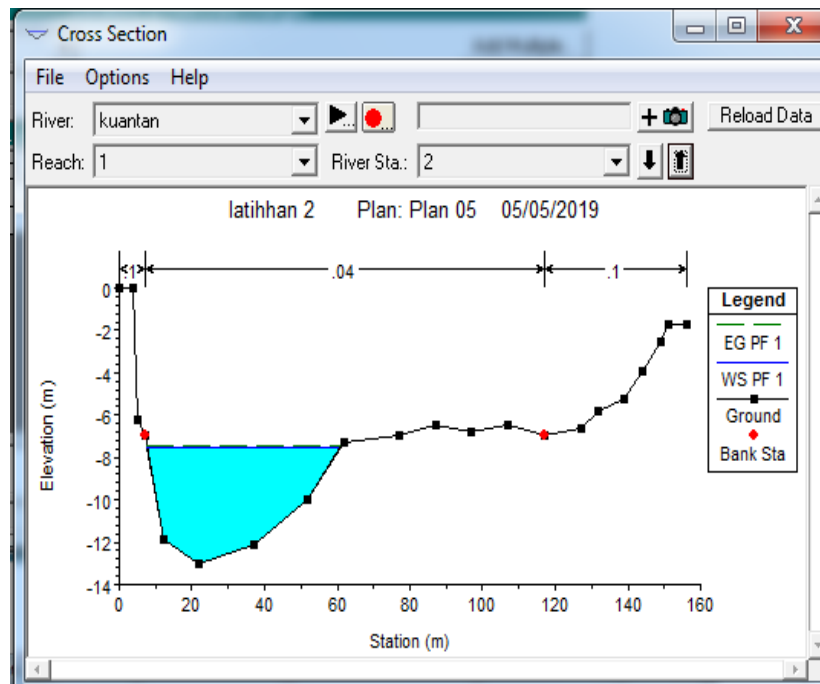 Cross Section
File Options Help
River: kuantan
Reload Data
Reach: 1 River Sta.: 2
latihhan 2 Plan: Plan 05 05/05/2019
.1 .04 .1
0
-2
-4
-6
-8
-10
-12
-14
Elevation (m)
0 20 40 60 80 100 120 140 160
Station (m)
Legend
EG PF 1
WS PF 1
Ground
Bank Sta